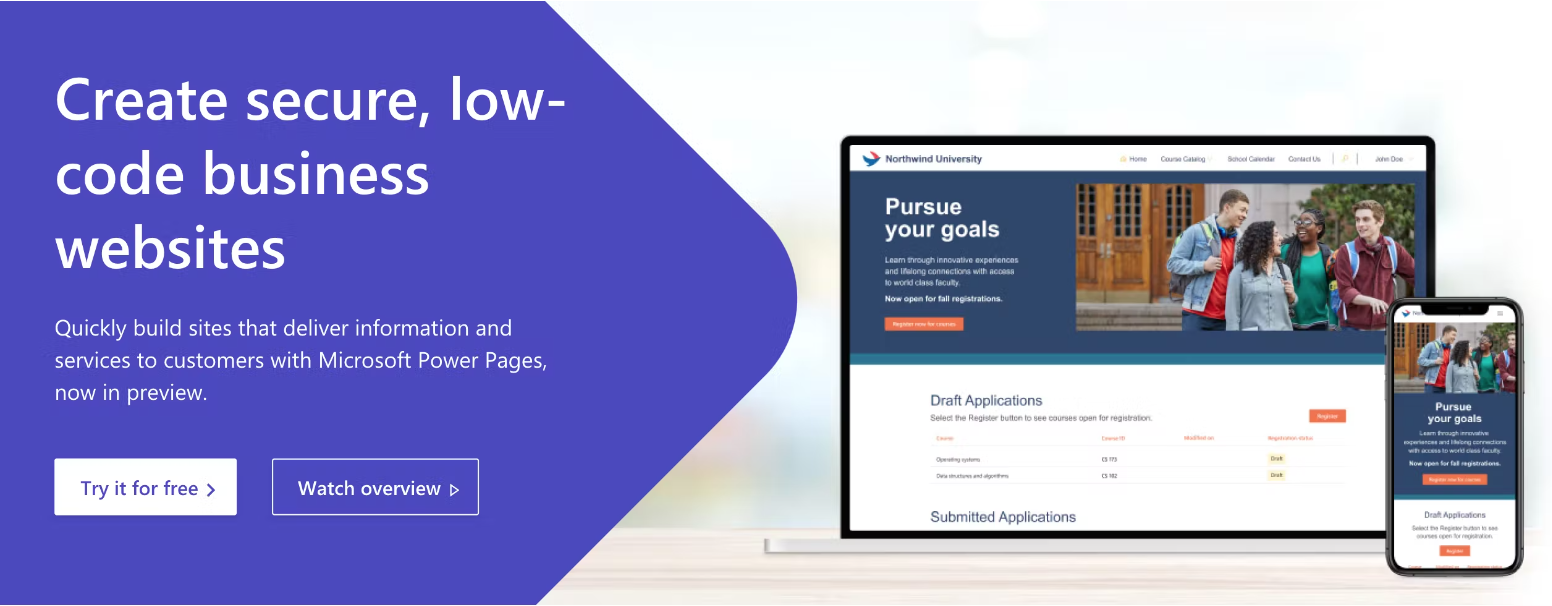 Create secure, low-
code business
websites
Quickly build sites that deliver information and
services to customers with Microsoft Power Pages,
now in preview.
Try it for free
Watch overview
Northwind University
Home Course Catalog School Calendar Contact Us John Doe
Pursue
your goals
Learn through innovative experiences
and lifelong connections with access
to world class faculty.
Now open for fall registrations.
Register now for courses
Draft Applications
Select the Register button to see courses open for registration.
Register
Course Course ID Modified on Registration status
Operating systems CS 173 Draft
Data structures and algorithms CS 102 Draft
Submitted Applications
Pursue
your goals
Learn through innovative
experiences and lifelong connections
with access to world class faculty.
Now open for fall registrations.
Register now for courses
Draft Applications
Select the Register button to see
courses open for registration.
Register